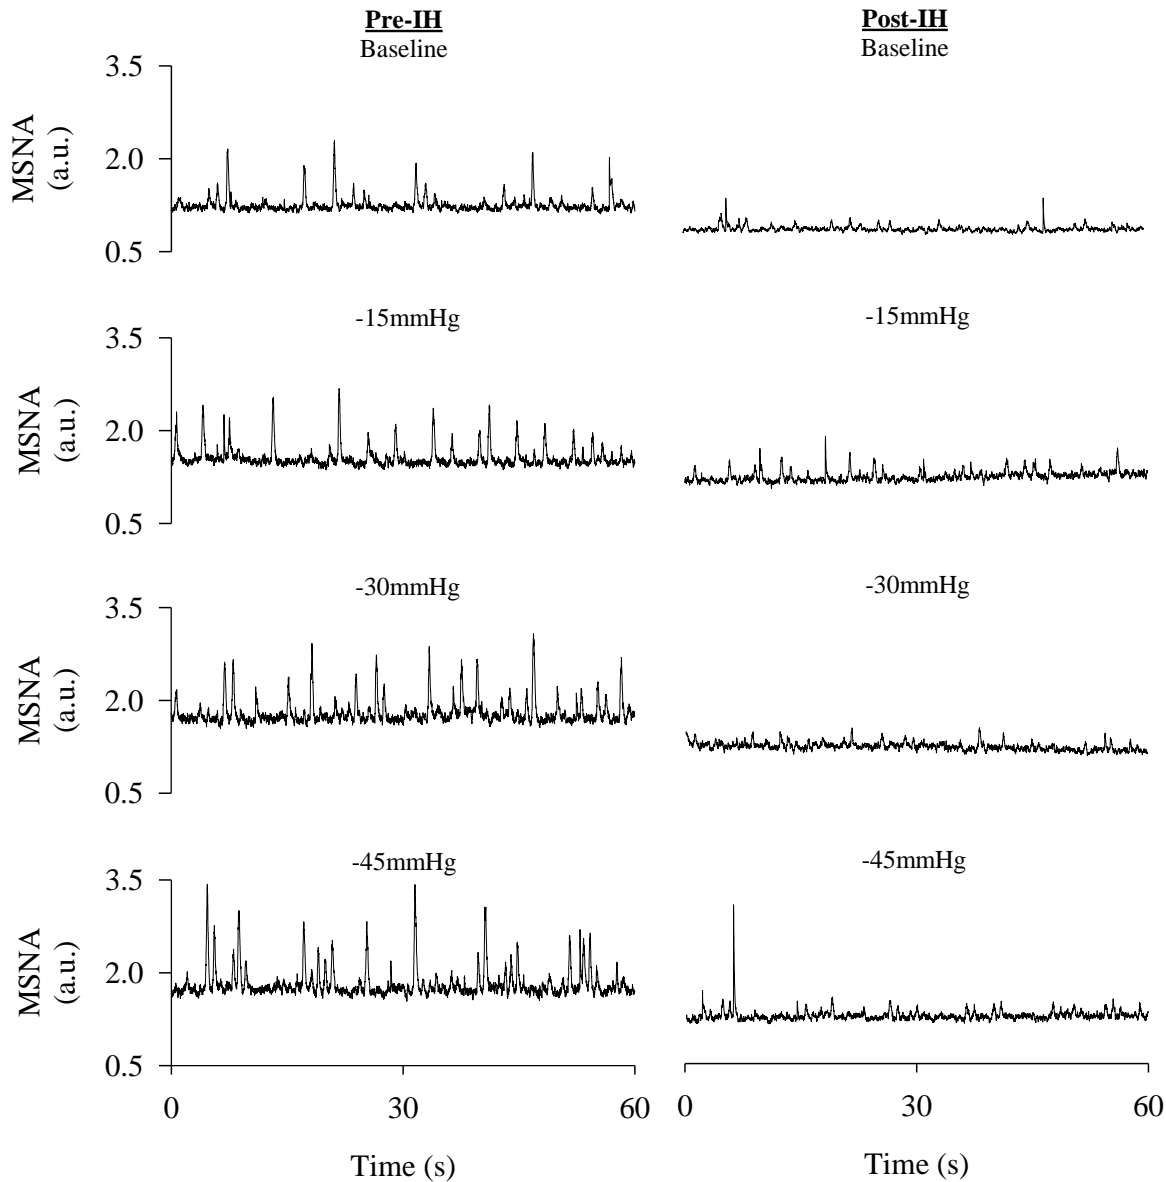 Pre-IH
Baseline
Post-IH
Baseline
3.5
2.0
0.5
MSNA
(a.u.)
-15mmHg
-15mmHg
3.5
2.0
0.5
MSNA
(a.u.)
-30mmHg
-30mmHg
3.5
2.0
0.5
MSNA
(a.u.)
-45mmHg
-45mmHg
3.5
2.0
0.5
MSNA
(a.u.)
0 30 60
0 30 60
Time (s)
Time (s)